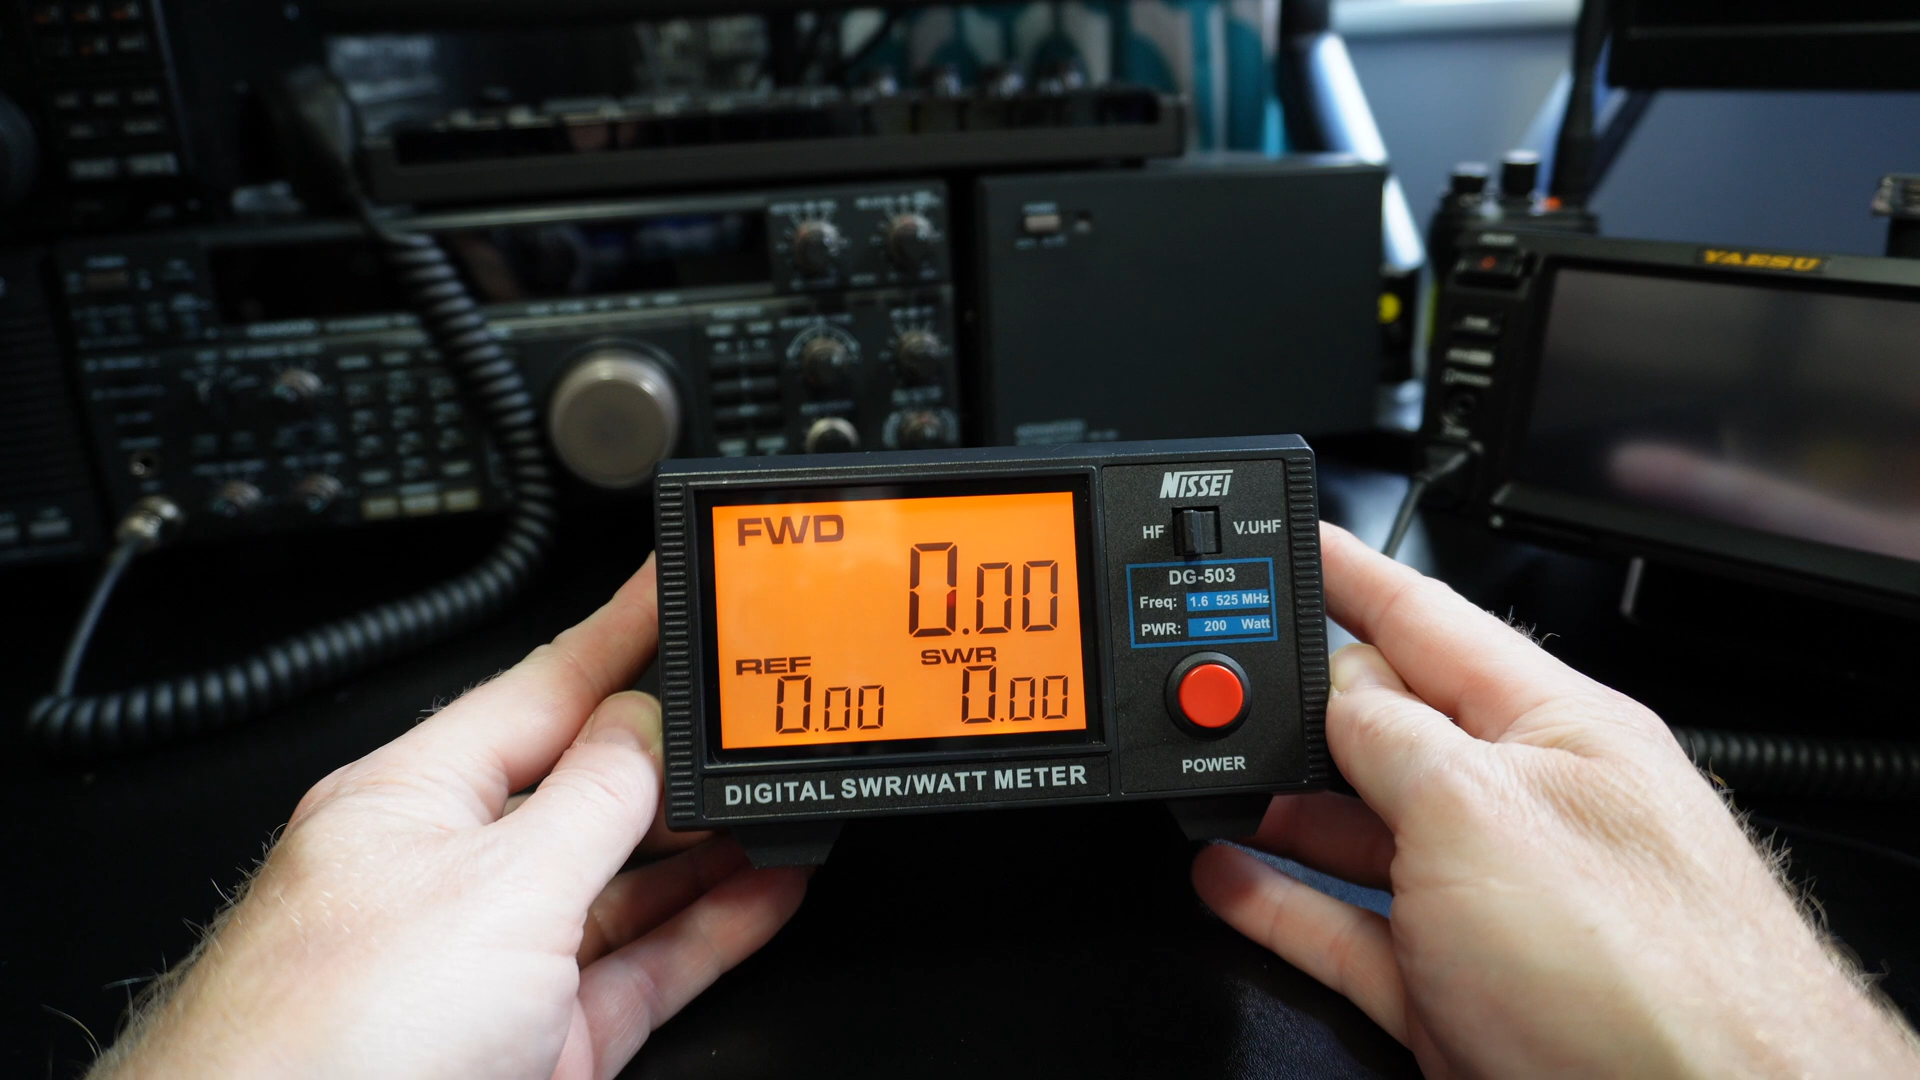 YAESU
NISSEI
HF V.UHF
DG-503
Freq: 1.6 525 MHz
PWR: 200 Watt
POWER
FWD
0.00
REF SWR
0.00 0.00
DIGITAL SWR/WATT METER